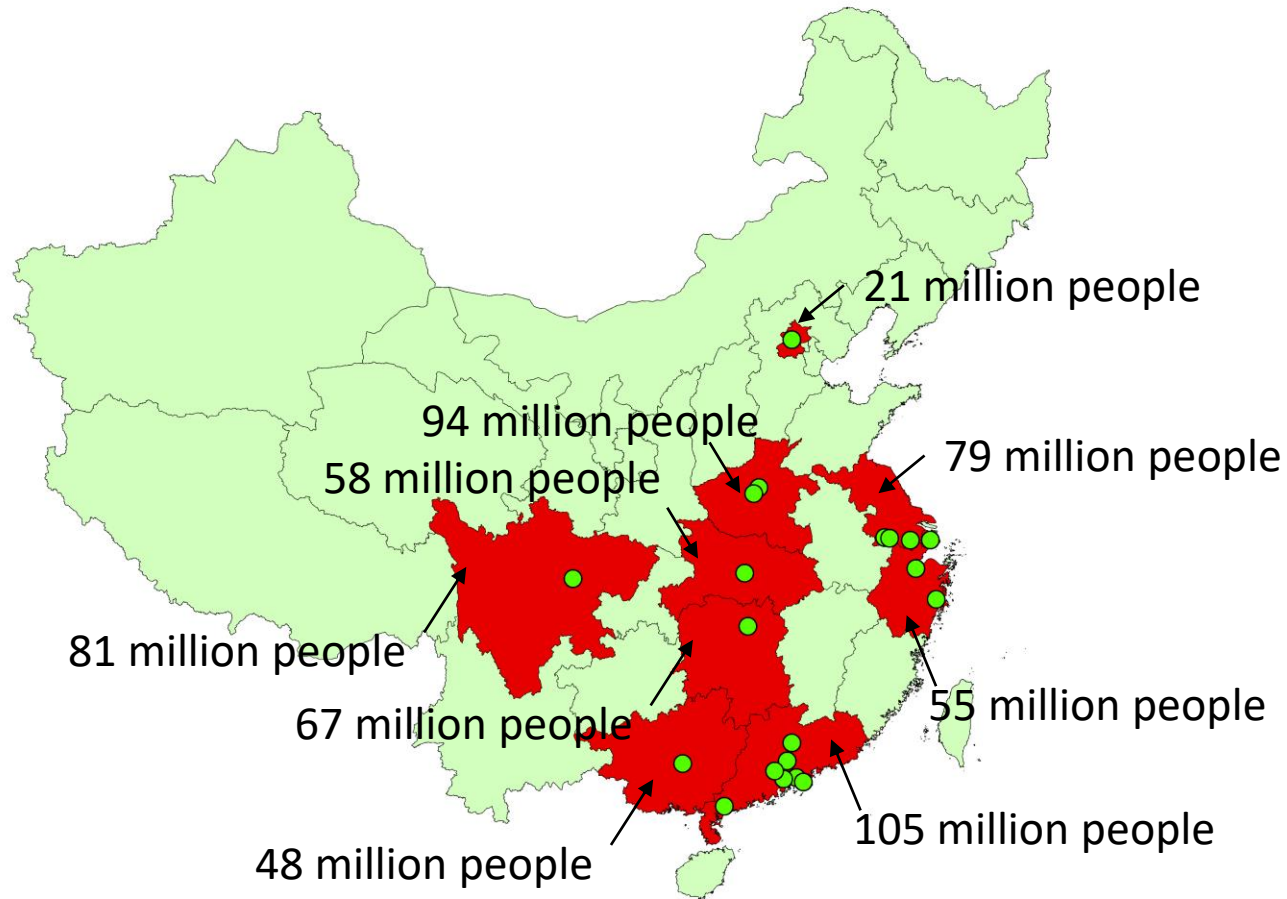 21 million people
94 million people
79 million people
58 million people
81 million people
55 million people
67 million people
105 million people
48 million people